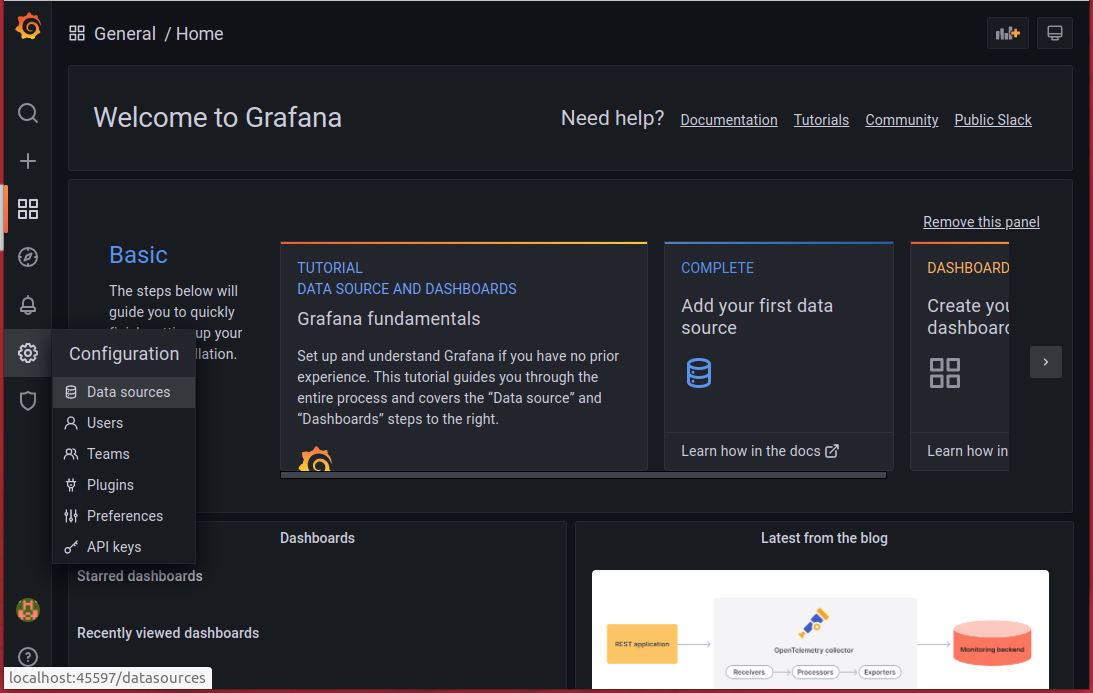 General / Home
Welcome to Grafana
Need help?
Documentation
Tutorials
Community
Public Slack
Remove this panel
Basic
The steps below will
guide you to quickly
up your
llation.
TUTORIAL
DATA SOURCE AND DASHBOARDS
Grafana fundamentals
Set up and understand Grafana if you have no prior
experience. This tutorial guides you through the
entire process and covers the “Data source” and
“Dashboards” steps to the right.
COMPLETE
Add your first data
source
Learn how in the docs
DASHBOARD
Create you
dashboard
Learn how in
Configuration
Data sources
Users
Teams
Plugins
Preferences
API keys
Dashboards
Starred dashboards
Recently viewed dashboards
Latest from the blog
REST application
OpenTelemetry collector
Receivers
Processors
Exporters
Monitoring backend
localhost:45597/datasources